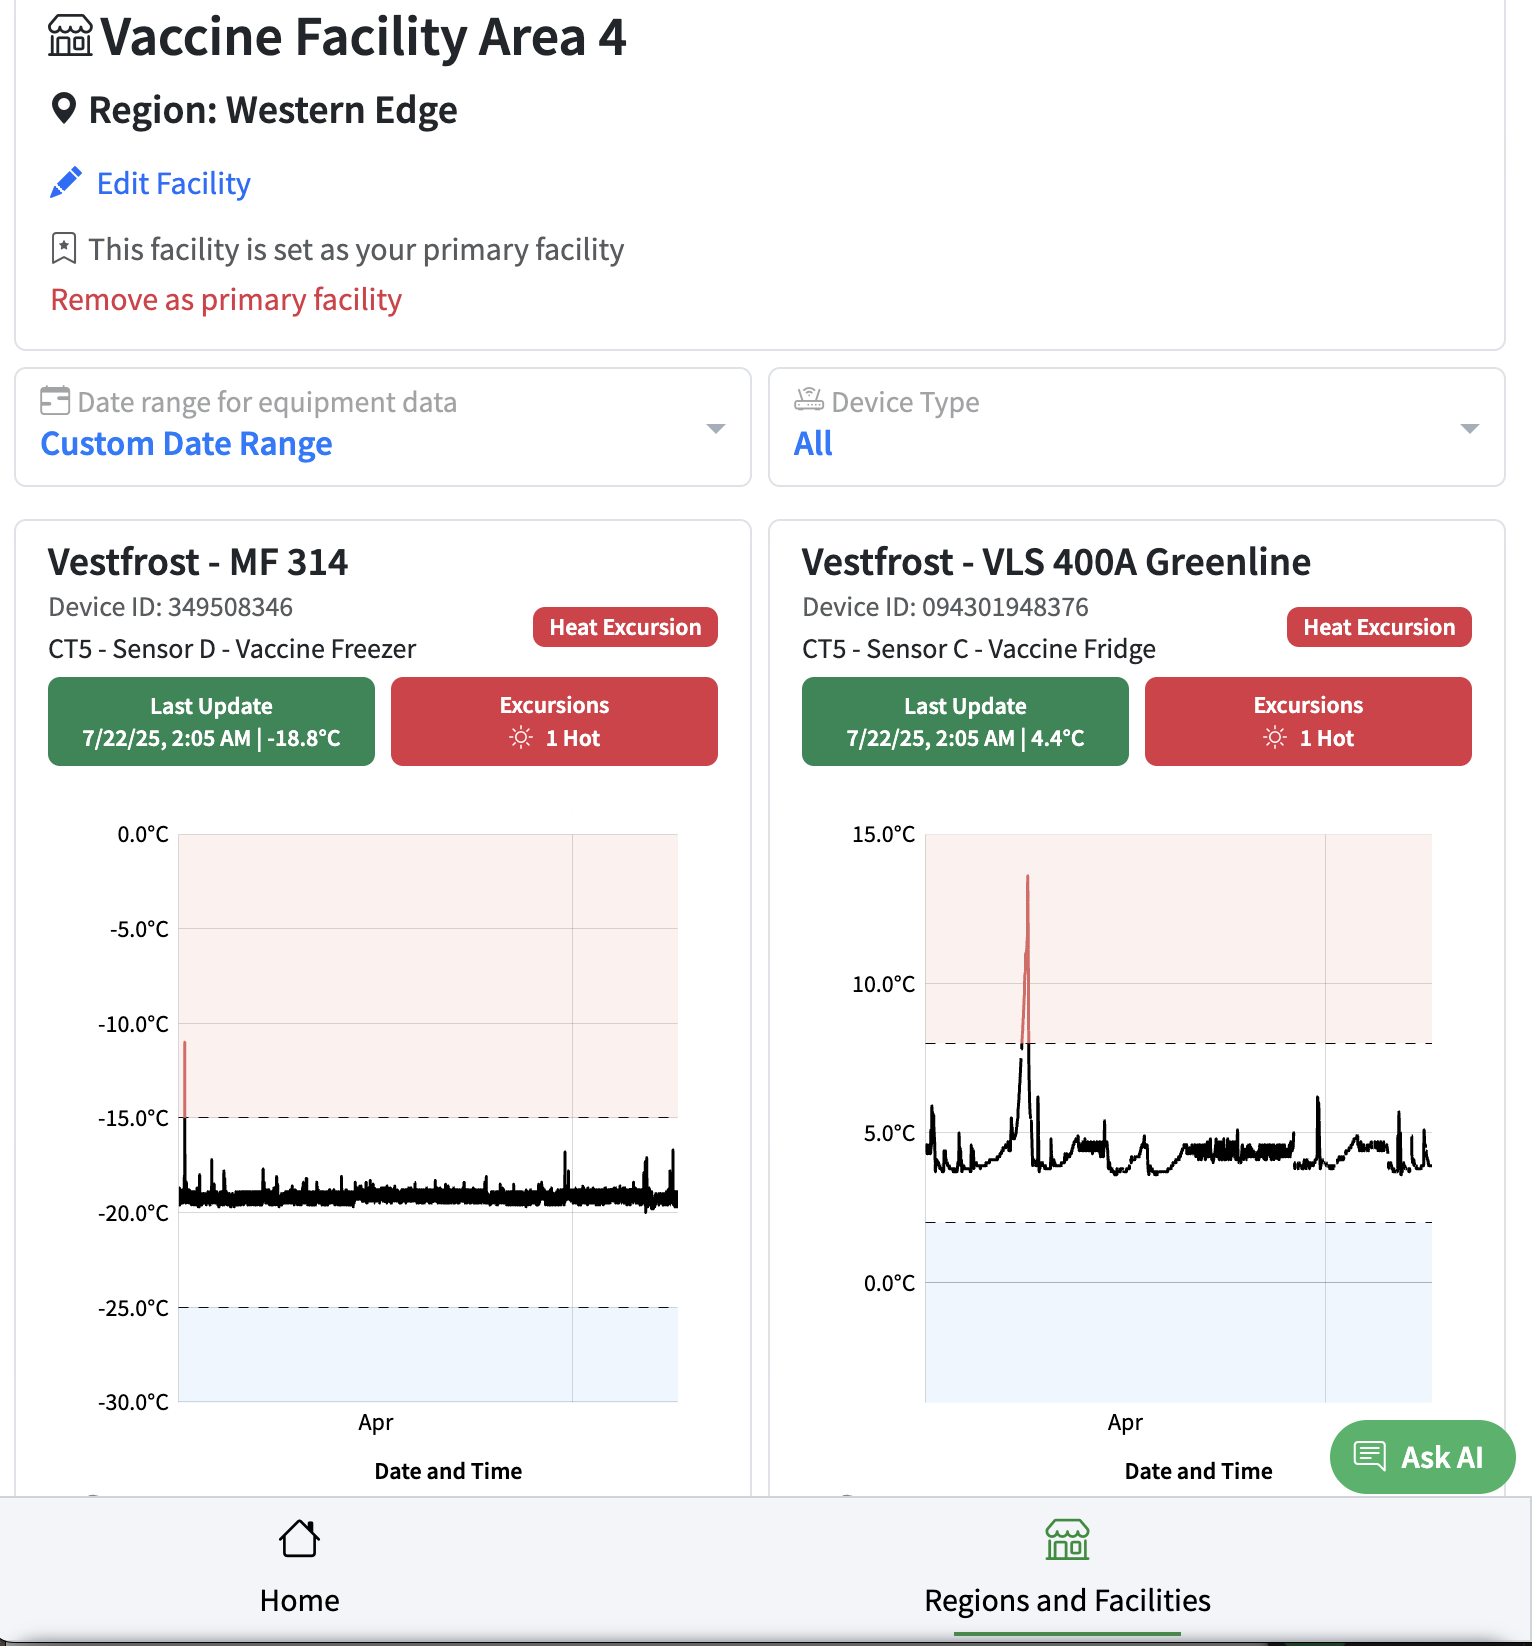 Vaccine Facility Area 4
Region: Western Edge
Edit Facility
This facility is set as your primary facility
Remove as primary facility
Date range for equipment data
Custom Date Range
Device Type
All
Vestfrost - MF 314
Device ID: 349508346
CT5 - Sensor D - Vaccine Freezer
Heat Excursion
Last Update
7/22/25, 2:05 AM | -18.8°C
Excursions
1 Hot
0.0°C
-5.0°C
-10.0°C
-15.0°C
-20.0°C
-25.0°C
-30.0°C
Apr
Date and Time
Vestfrost - VLS 400A Greenline
Device ID: 094301948376
CT5 - Sensor C - Vaccine Fridge
Heat Excursion
Last Update
7/22/25, 2:05 AM | 4.4°C
Excursions
1 Hot
15.0°C
10.0°C
5.0°C
0.0°C
Apr
Date and Time
Ask AI
Home
Regions and Facilities